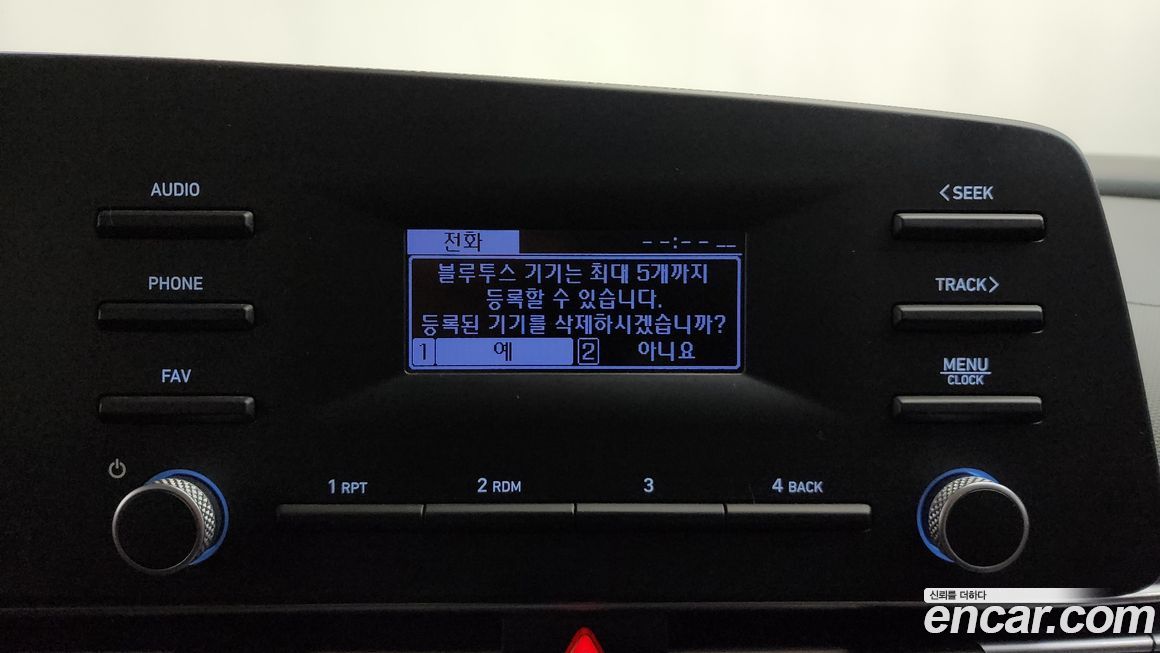 AUDIO
PHONE
FAV
전화
--:-- __
블루투스 기기는 최대 5개까지
등록할 수 있습니다.
등록된 기기를 삭제하시겠습니까?
1 예 2 아니요
<SEEK
TRACK>
MENU
CLOCK
1 RPT 2 RDM 3 4 BACK
신뢰를 더하다
encar.com